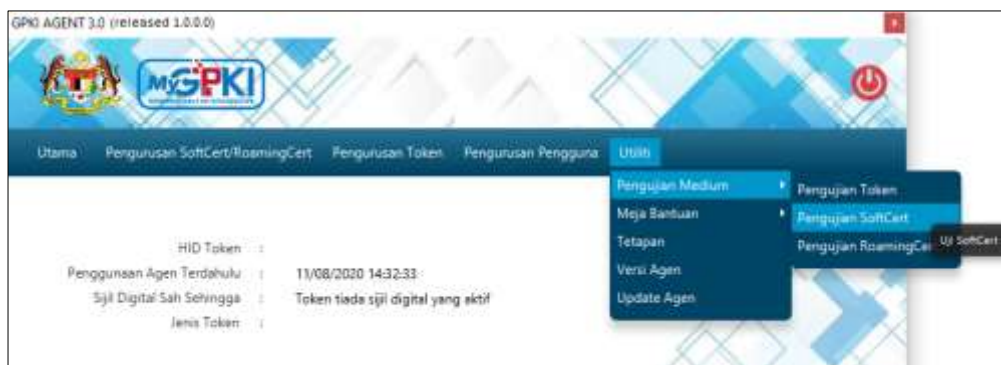 GPKI AGENT 3.0 (released 1.0.0.0)
x
MyGPKI
Utama Pengurusan SoftCert/RoamingCert Pengurusan Token Pengurusan Pengguna Utiliti
Pengujian Medium
Meja Bantuan
Tetapan
Versi Agen
Update Agen
Pengujian Token
Pengujian SoftCert
Pengujian RoamingCe
Uji SoftCert
HID Token :
Penggunaan Agen Terdahulu : 11/08/2020 14:32:33
Sijil Digital Sah Sehingga : Token tiada sijil digital yang aktif
Jenis Token :